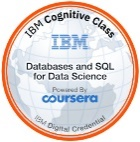 IBM Cognitive Class
IBM
Databases and SQL
for Data Science
Powered By
coursera
IBM Digital Credential